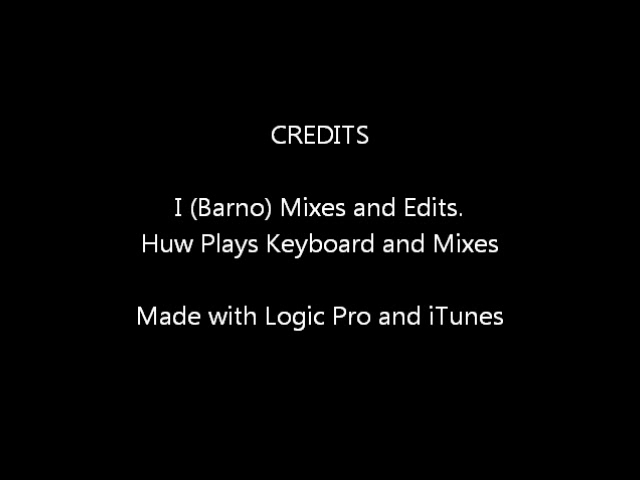 CREDITS
I (Barno) Mixes and Edits.
Huw Plays Keyboard and Mixes
Made with Logic Pro and iTunes